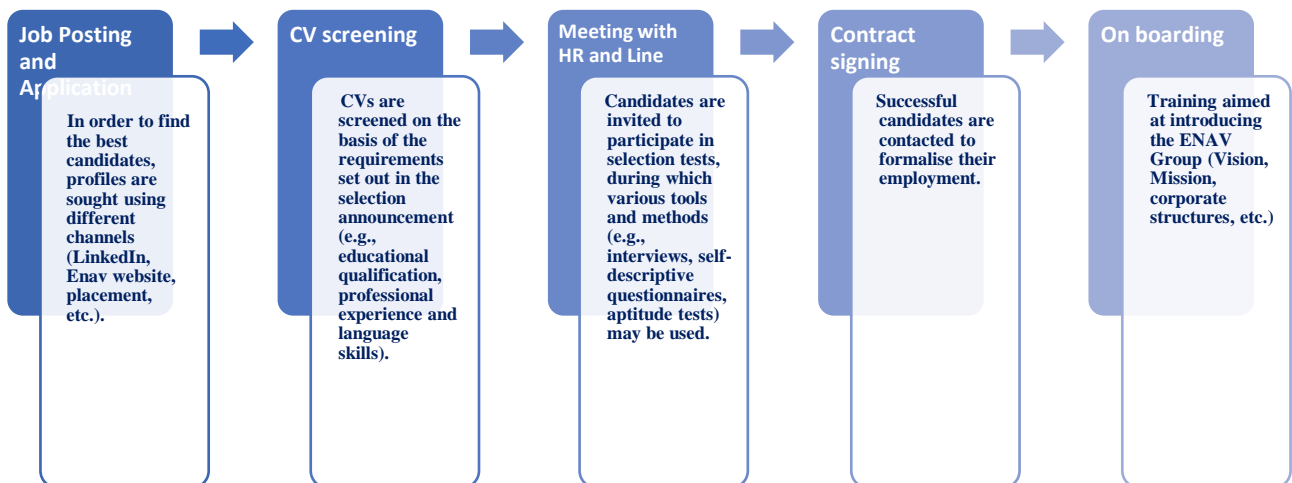 Job Posting
and
Application
In order to find
the best
candidates,
profiles are
sought using
different
channels
(LinkedIn,
Enav website,
placement,
etc.).
CV screening
CVs are
screened on the
basis of the
requirements
set out in the
selection
announcement
(e.g.,
educational
qualification,
professional
experience and
language
skills).
Meeting with
HR and Line
Candidates are
invited to
participate in
selection tests,
during which
various tools
and methods
(e.g.,
interviews, self-
descriptive
questionnaires,
aptitude tests)
may be used.
Contract
signing
Successful
candidates are
contacted to
formalise their
employment.
On boarding
Training aimed
at introducing
the ENAV
Group (Vision,
Mission,
corporate
structures, etc.)